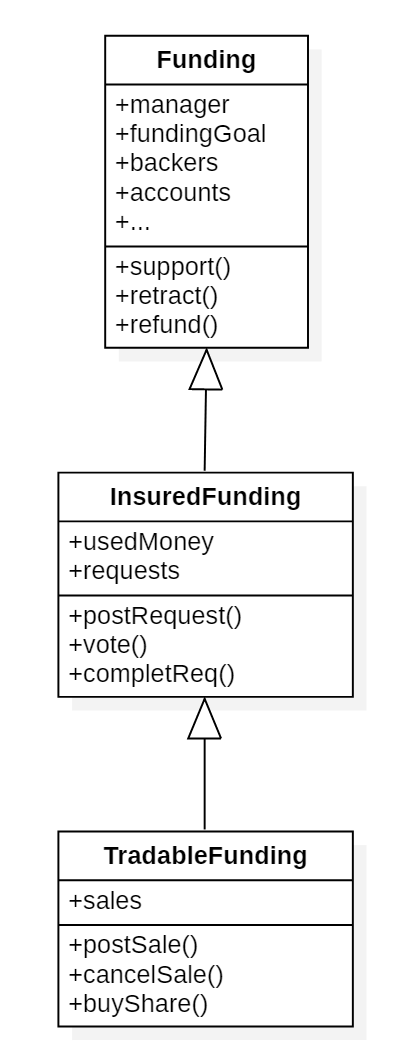 Funding
+manager
+fundingGoal
+backers
+accounts
+...
+support()
+retract()
+refund()
InsuredFunding
+usedMoney
+requests
+postRequest()
+vote()
+completReq()
TradableFunding
+sales
+postSale()
+cancelSale()
+buyShare()